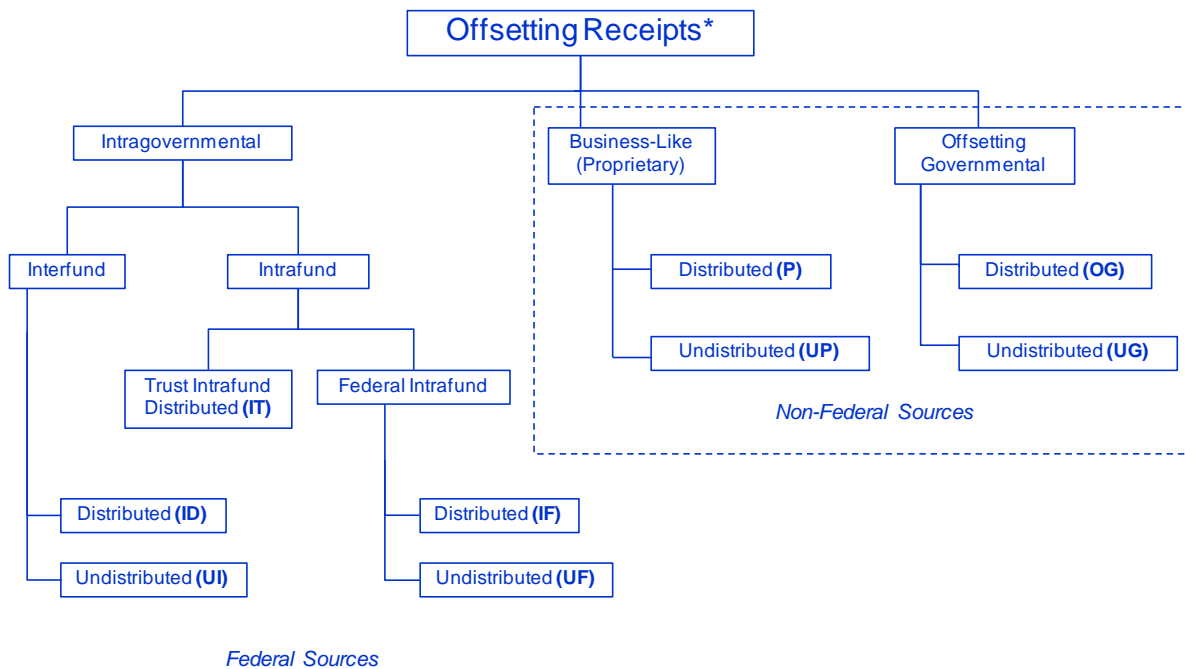 Offsetting Receipts*
Intragovernmental
Business-Like
(Proprietary)
Offsetting
Governmental
Interfund
Intrafund
Distributed (P)
Distributed (OG)
Undistributed (UP)
Undistributed (UG)
Trust Intrafund
Distributed (IT)
Federal Intrafund
Non-Federal Sources
Distributed (ID)
Distributed (IF)
Undistributed (UI)
Undistributed (UF)
Federal Sources